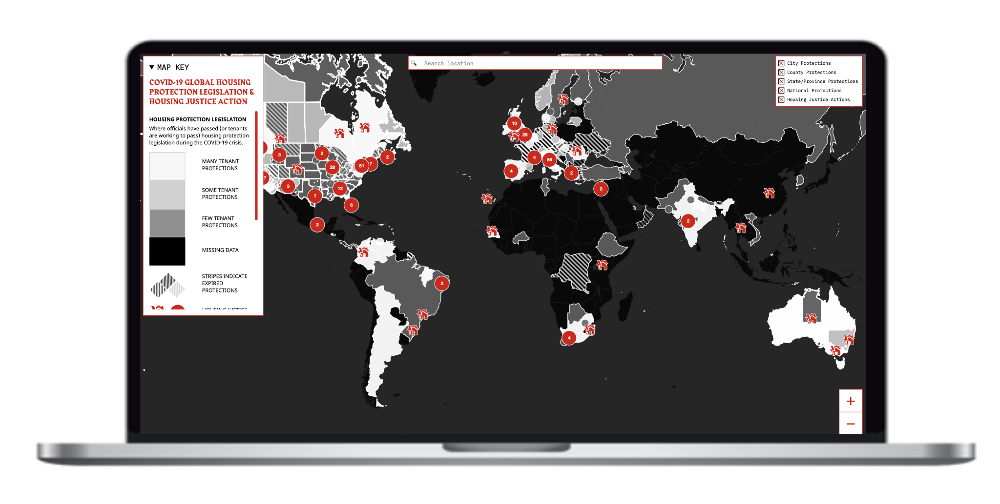 ▼ MAP KEY
COVID-19 GLOBAL HOUSING
PROTECTION LEGISLATION &
HOUSING JUSTICE ACTION
HOUSING PROTECTION LEGISLATION
Where officials have passed (or tenants
are working to pass) housing protection
legislation during the COVID-19 crisis.
MANY TENANT
PROTECTIONS
SOME TENANT
PROTECTIONS
FEW TENANT
PROTECTIONS
MISSING DATA
STRIPES INDICATE
EXPIRED
PROTECTIONS
HOUSING JUSTICE
Search location
City Protections
County Protections
State/Province Protections
National Protections
Housing Justice Actions
10
25
3
2
2
26
81
7
4
86
4
2
7
3
12
2
7
6
2
2
2
4
+
−